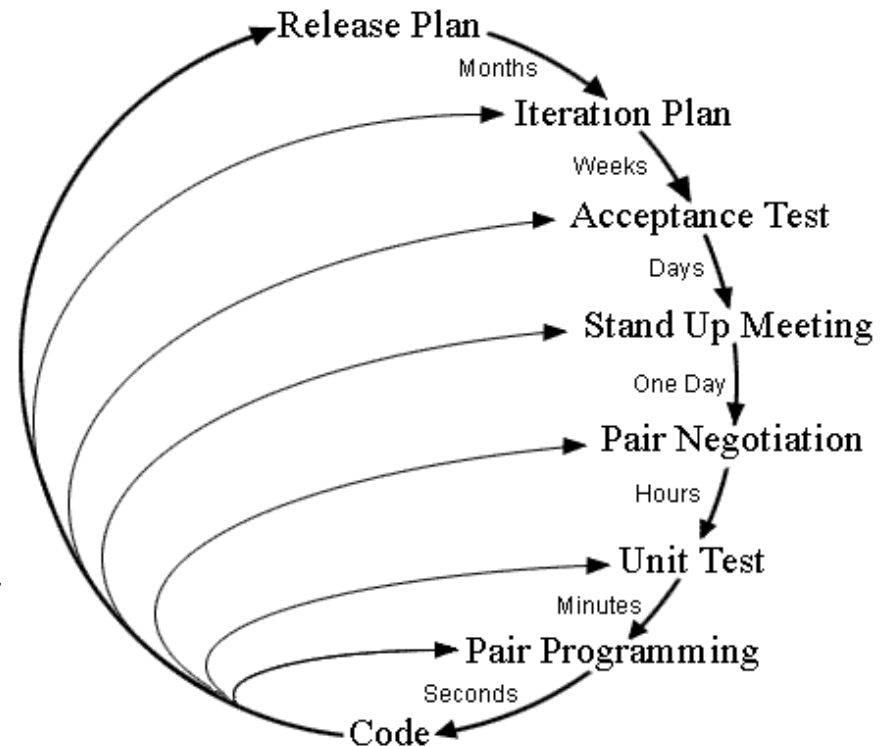 Release Plan
Months
Iteration Plan
Weeks
Acceptance Test
Days
Stand Up Meeting
One Day
Pair Negotiation
Hours
Unit Test
Minutes
Pair Programming
Seconds
Code